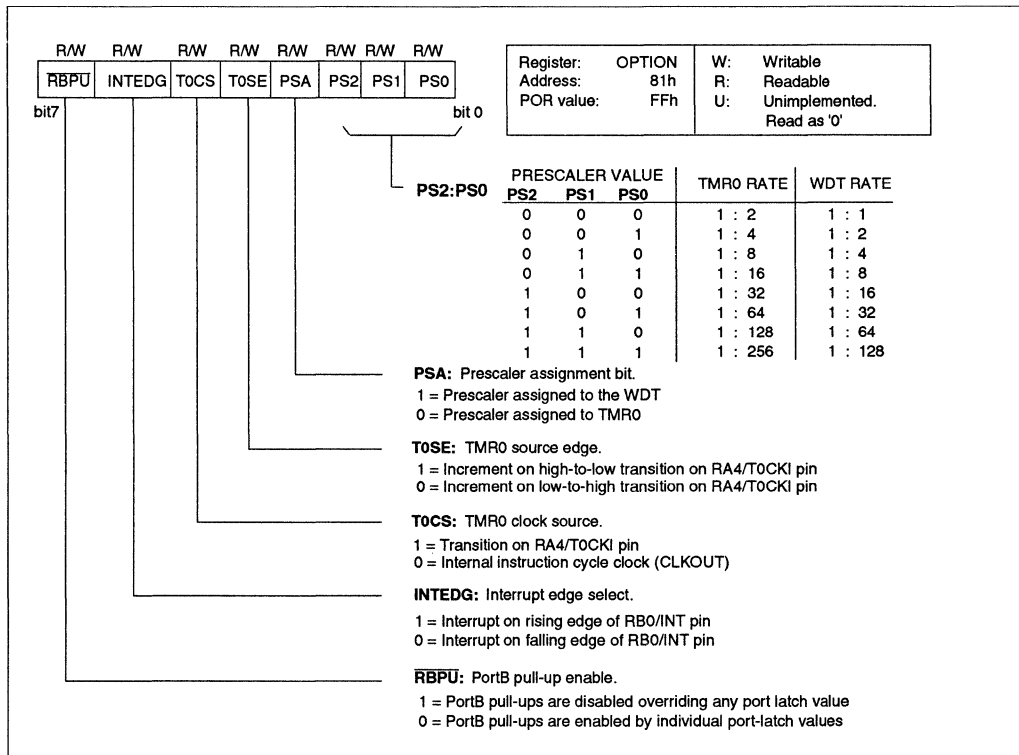 R/W R/W R/W R/W R/W R/W R/W R/W
RBPU INTEDG T0CS T0SE PSA PS2 PS1 PS0
bit7 bit 0
Register: OPTION W: Writable
Address: 81h R: Readable
POR value: FFh U: Unimplemented.
Read as '0'
PS2:PS0
PRESCALER VALUE TMR0 RATE WDT RATE
PS2 PS1 PS0
0 0 0 1 : 2 1 : 1
0 0 1 1 : 4 1 : 2
0 1 0 1 : 8 1 : 4
0 1 1 1 : 16 1 : 8
1 0 0 1 : 32 1 : 16
1 0 1 1 : 64 1 : 32
1 1 0 1 : 128 1 : 64
1 1 1 1 : 256 1 : 128
PSA: Prescaler assignment bit.
1 = Prescaler assigned to the WDT
0 = Prescaler assigned to TMR0
T0SE: TMR0 source edge.
1 = Increment on high-to-low transition on RA4/T0CKI pin
0 = Increment on low-to-high transition on RA4/T0CKI pin
T0CS: TMR0 clock source.
1 = Transition on RA4/T0CKI pin
0 = Internal instruction cycle clock (CLKOUT)
INTEDG: Interrupt edge select.
1 = Interrupt on rising edge of RB0/INT pin
0 = Interrupt on falling edge of RB0/INT pin
RBPU: PortB pull-up enable.
1 = PortB pull-ups are disabled overriding any port latch value
0 = PortB pull-ups are enabled by individual port-latch values